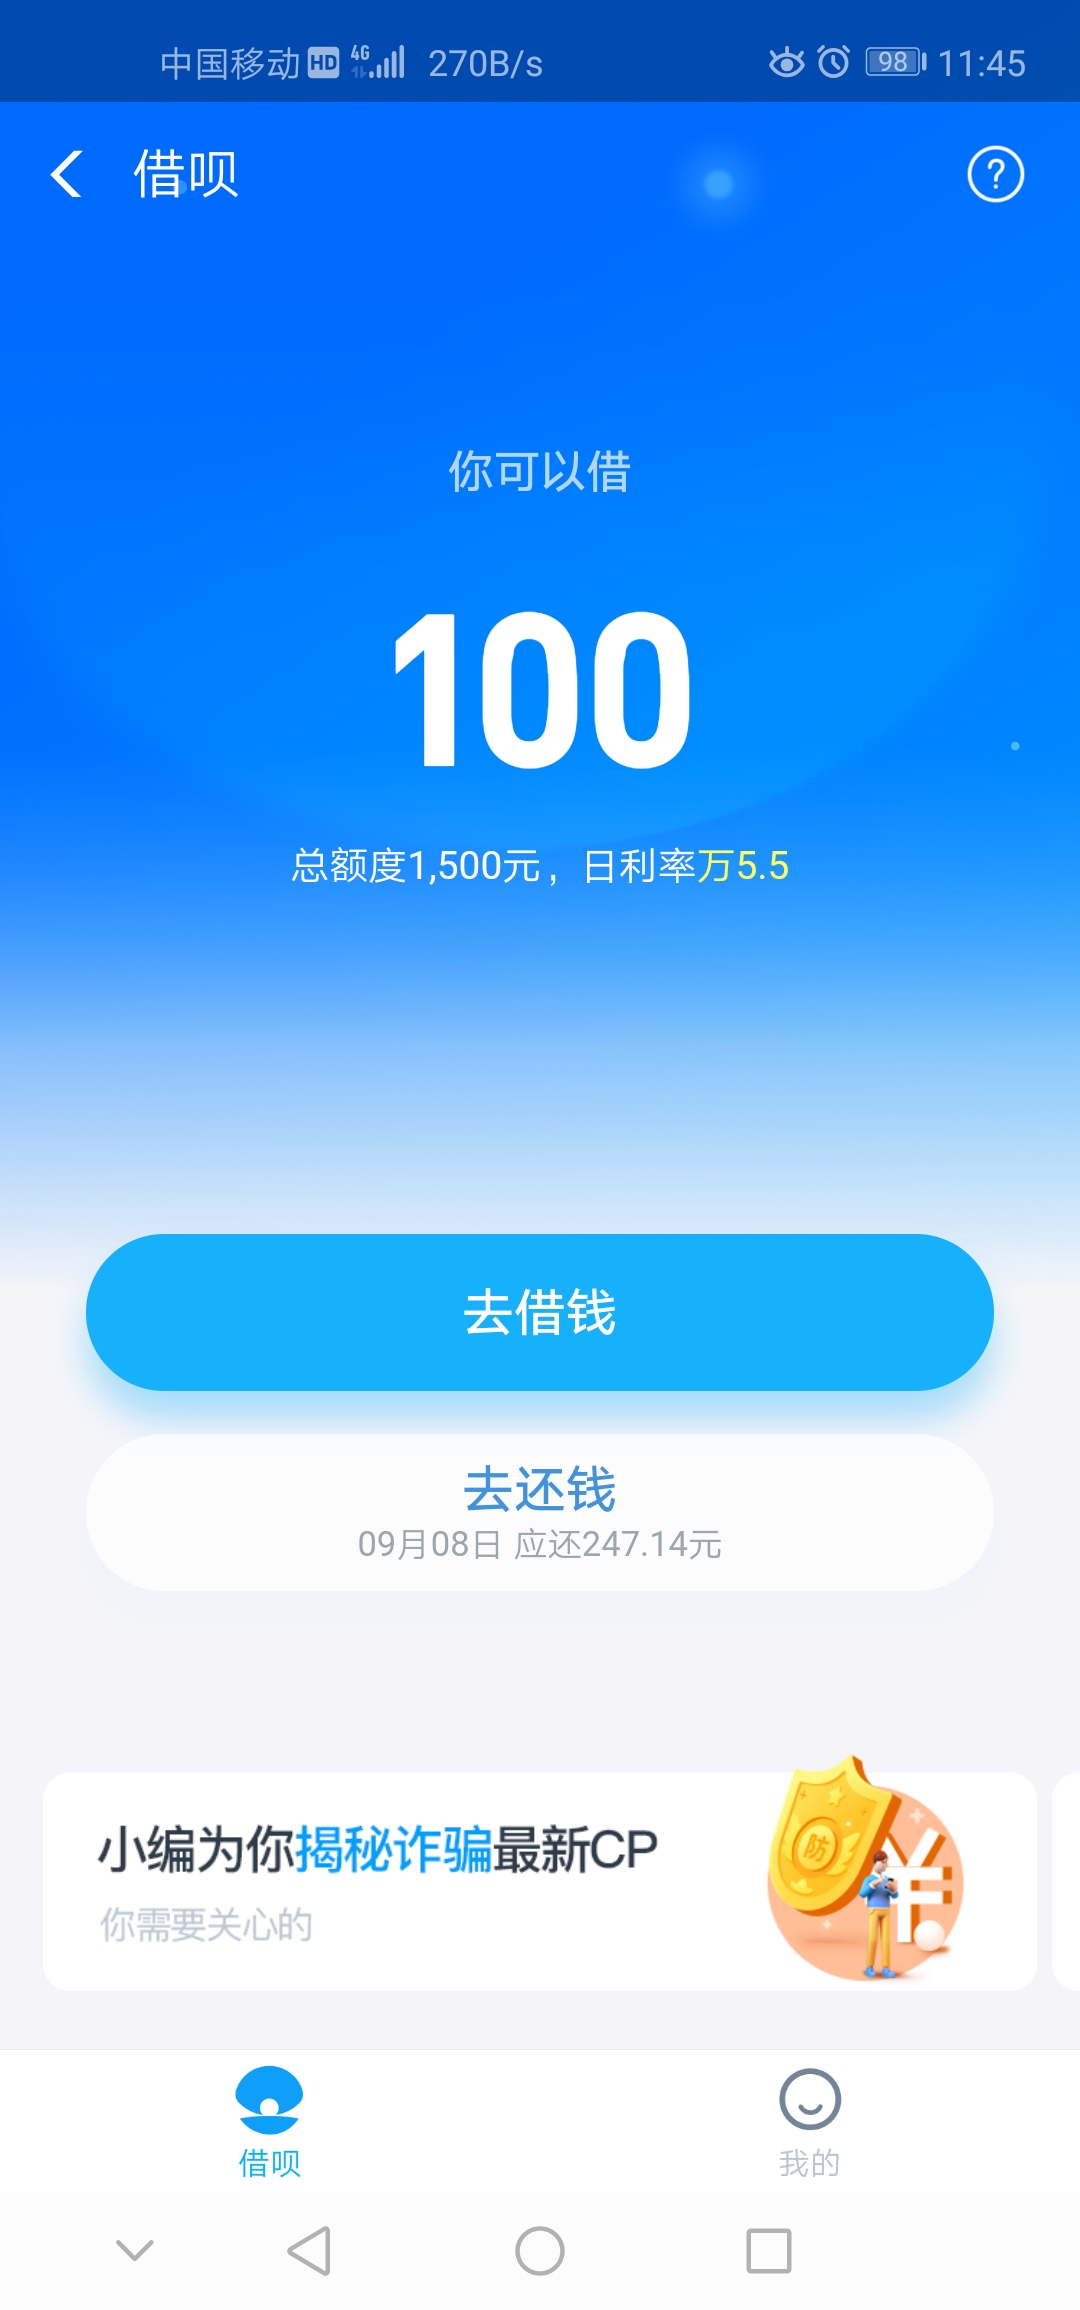 中国移动 HD 4G 270B/s 98 11:45
借呗
你可以借
100
总额度1,500元，日利率万5.5
去借钱
去还钱
09月08日 应还247.14元
小编为你揭秘诈骗最新CP
你需要关心的
防
借呗
我的